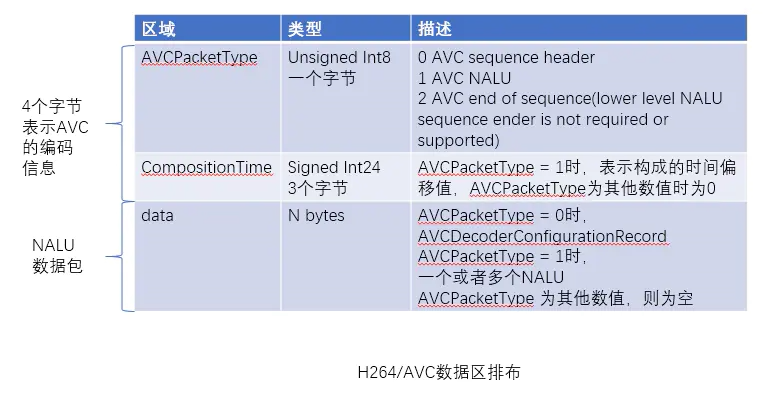 区域 类型 描述
AVCPacketType Unsigned Int8 0 AVC sequence header
一个字节 1 AVC NALU
2 AVC end of sequence(lower level NALU
sequence ender is not required or
supported)
4个字节
表示AVC
的编码
信息
CompositionTime Signed Int24 AVCPacketType = 1时，表示构成的时间偏
3个字节 移值，AVCPacketType为其他数值时为0
data N bytes AVCPacketType = 0时，
AVCDecoderConfigurationRecord
AVCPacketType = 1时，
一个或者多个NALU
AVCPacketType 为其他数值，则为空
NALU
数据包
H264/AVC数据区排布